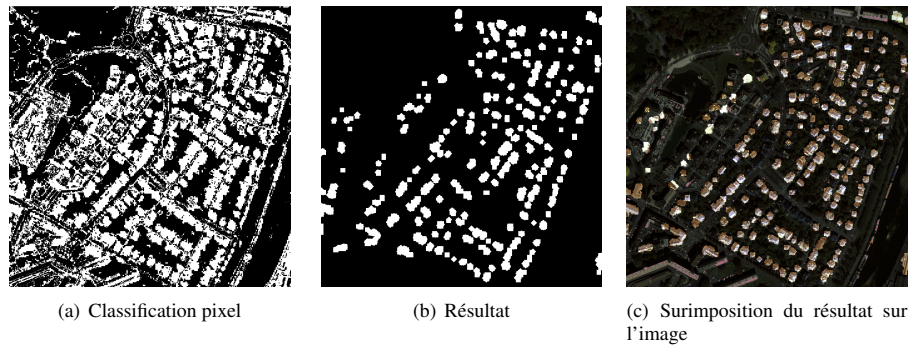 (a) Classification pixel
(b) Résultat
(c) Surimposition du résultat sur
l'image